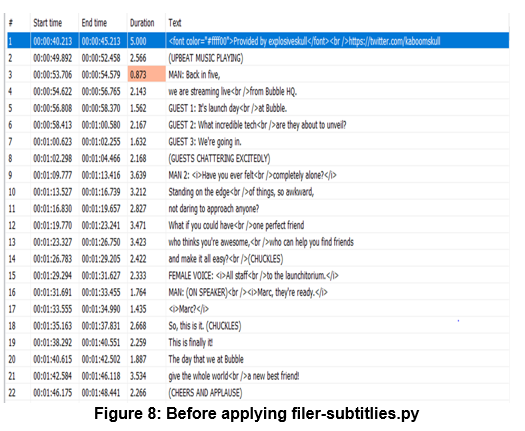 # Start time End time Duration Text
1 00:00:40.213 00:00:45.213 5.000 <font color="#ffff00">Provided by explosiveskull</font><br />https://twitter.com/kaboomskull
2 00:00:49.892 00:00:52.458 2.566 (UPBEAT MUSIC PLAYING)
3 00:00:53.706 00:00:54.579 0.873 MAN: Back in five,
4 00:00:54.622 00:00:56.765 2.143 we are streaming live<br />from Bubble HQ.
5 00:00:56.808 00:00:58.370 1.562 GUEST 1: It's launch day<br />at Bubble.
6 00:00:58.413 00:01:00.580 2.167 GUEST 2: What incredible tech<br />are they about to unveil?
7 00:01:00.623 00:01:02.255 1.632 GUEST 3: We're going in.
8 00:01:02.298 00:01:04.466 2.168 (GUESTS CHATTERING EXCITEDLY)
9 00:01:09.777 00:01:13.416 3.639 MAN 2: <i>Have you ever felt<br />completely alone?</i>
10 00:01:13.527 00:01:16.739 3.212 Standing on the edge<br />of things, so awkward,
11 00:01:16.830 00:01:19.657 2.827 not daring to approach anyone?
12 00:01:19.770 00:01:23.241 3.471 What if you could have<br />one perfect friend
13 00:01:23.327 00:01:26.750 3.423 who thinks you're awesome,<br />who can help you find friends
14 00:01:26.783 00:01:29.205 2.422 and make it all easy?<br />(CHUCKLES)
15 00:01:29.294 00:01:31.627 2.333 FEMALE VOICE: <i>All staff<br />to the launchitorium.</i>
16 00:01:31.691 00:01:33.455 1.764 MAN: (ON SPEAKER)<br /><i>Marc, they're ready.</i>
17 00:01:33.555 00:01:34.990 1.435 <i>Marc?</i>
18 00:01:35.163 00:01:37.831 2.668 So, this is it. (CHUCKLES)
19 00:01:38.292 00:01:40.551 2.259 This is finally it!
20 00:01:40.615 00:01:42.502 1.887 The day that we at Bubble
21 00:01:42.584 00:01:46.118 3.534 give the whole world<br />a new best friend!
22 00:01:46.175 00:01:48.441 2.266 (CHEERS AND APPLAUSE)
Figure 8: Before applying filer-subtitlies.py